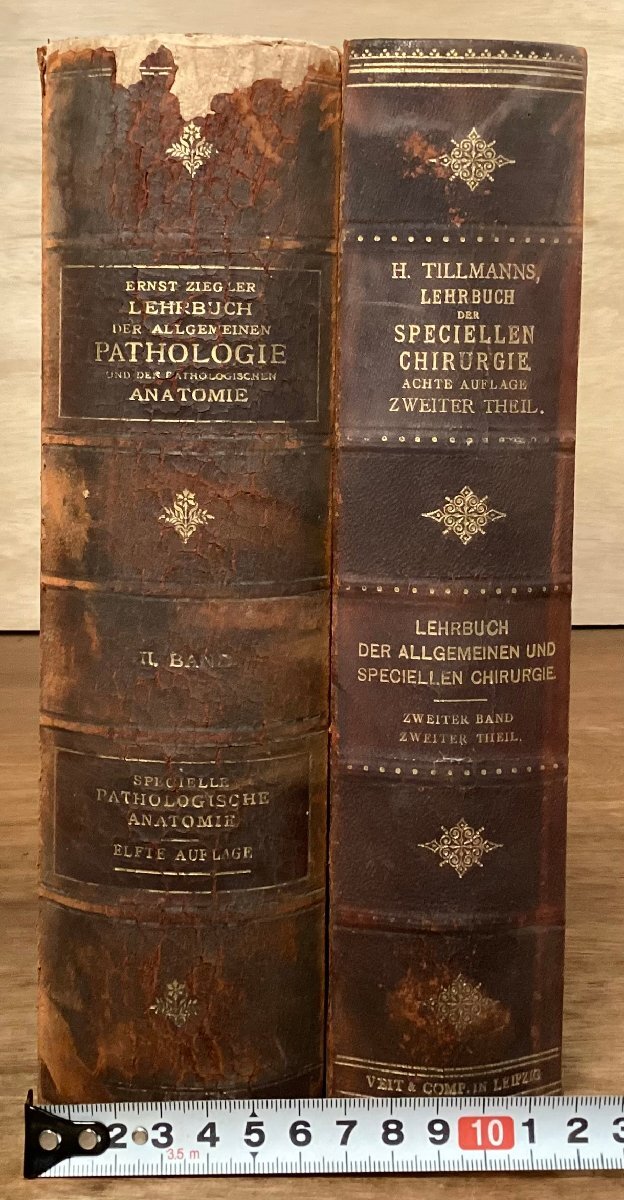 ERNST ZIEGLER
LEHRBUCH
DER ALLGEMEINEN
PATHOLOGIE
UND DER PATHOLOGISCHEN
ANATOMIE
II. BAND
SPECIELLE
PATHOLOGISCHE
ANATOMIE
ELFTE AUFLAGE
H. TILLMANNS,
LEHRBUCH
DER
SPECIELLEN
CHIRURGIE.
ACHTE AUFLAGE
ZWEITER THEIL.
LEHRBUCH
DER ALLGEMEINEN UND
SPECIELLEN CHIRURGIE.
ZWEITER BAND
ZWEITER THEIL.
VEIT & COMP. IN LEIPZIG
2 3 4 5 6 7 8 9 10 1 2 3
3.5 m